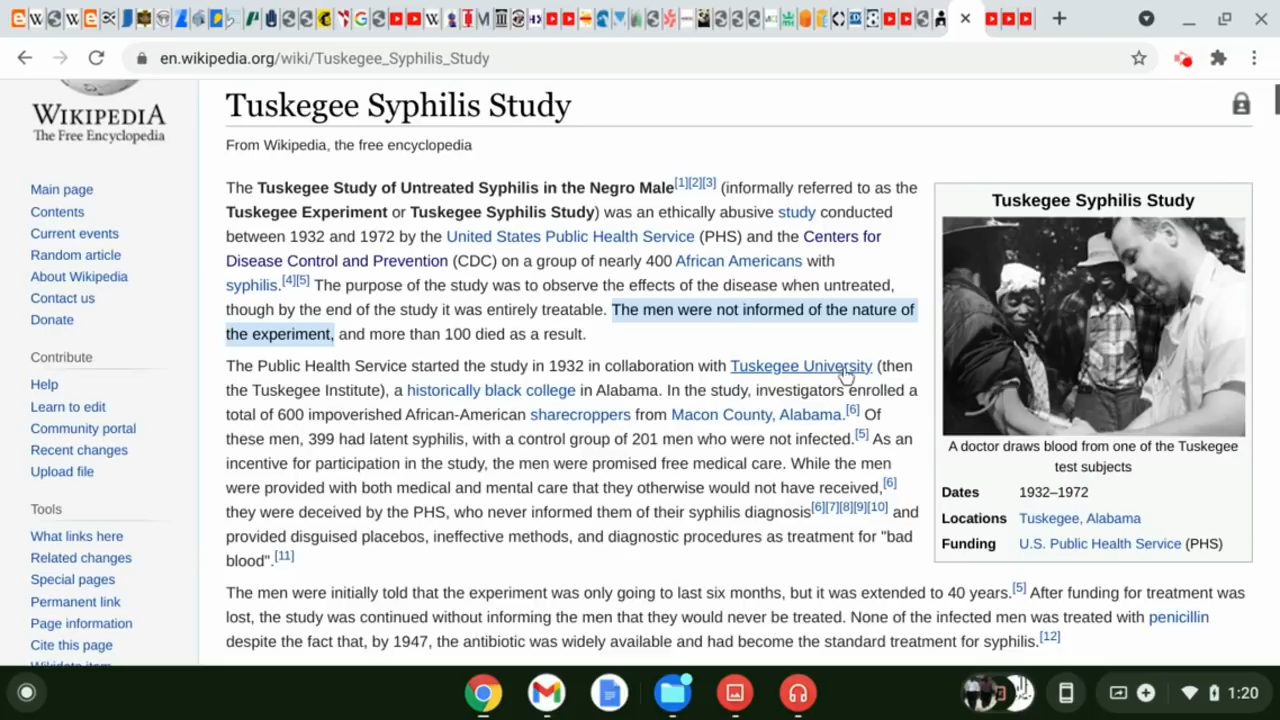 en.wikipedia.org/wiki/Tuskegee_Syphilis_Study
WIKIPEDIA
The Free Encyclopedia
Main page
Contents
Current events
Random article
About Wikipedia
Contact us
Donate
Contribute
Help
Learn to edit
Community portal
Recent changes
Upload file
Tools
What links here
Related changes
Special pages
Permanent link
Page information
Cite this page
Wikidata item
Tuskegee Syphilis Study
From Wikipedia, the free encyclopedia
The Tuskegee Study of Untreated Syphilis in the Negro Male[1][2][3] (informally referred to as the
Tuskegee Experiment or Tuskegee Syphilis Study) was an ethically abusive study conducted
between 1932 and 1972 by the United States Public Health Service (PHS) and the Centers for
Disease Control and Prevention (CDC) on a group of nearly 400 African Americans with
syphilis.[4][5] The purpose of the study was to observe the effects of the disease when untreated,
though by the end of the study it was entirely treatable. The men were not informed of the nature of
the experiment, and more than 100 died as a result.
The Public Health Service started the study in 1932 in collaboration with Tuskegee University (then
the Tuskegee Institute), a historically black college in Alabama. In the study, investigators enrolled a
total of 600 impoverished African-American sharecroppers from Macon County, Alabama.[6] Of
these men, 399 had latent syphilis, with a control group of 201 men who were not infected.[5] As an
incentive for participation in the study, the men were promised free medical care. While the men
were provided with both medical and mental care that they otherwise would not have received,[6]
they were deceived by the PHS, who never informed them of their syphilis diagnosis[6][7][8][9][10] and
provided disguised placebos, ineffective methods, and diagnostic procedures as treatment for "bad
blood".[11]
The men were initially told that the experiment was only going to last six months, but it was extended to 40 years.[5] After funding for treatment was
lost, the study was continued without informing the men that they would never be treated. None of the infected men was treated with penicillin
despite the fact that, by 1947, the antibiotic was widely available and had become the standard treatment for syphilis.[12]
Tuskegee Syphilis Study
A doctor draws blood from one of the Tuskegee
test subjects
Dates 1932–1972
Locations Tuskegee, Alabama
Funding U.S. Public Health Service (PHS)
1:20